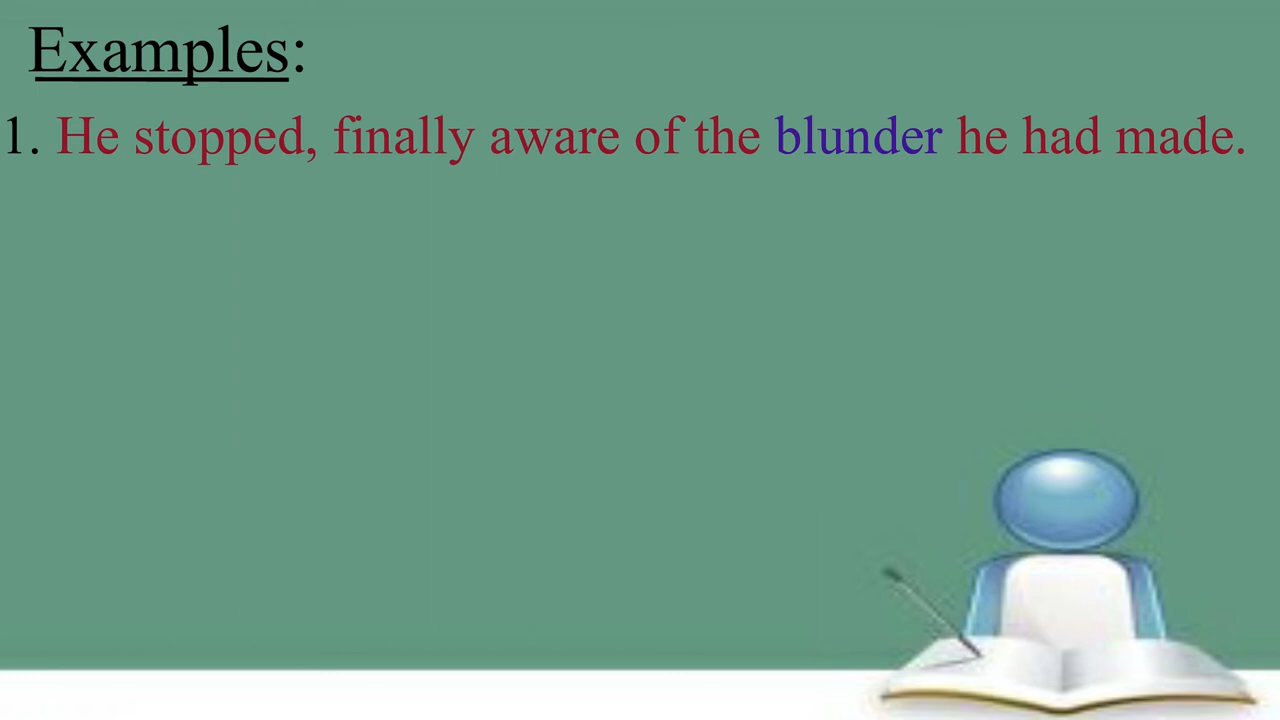 Examples:
1. He stopped, finally aware of the blunder he had made.